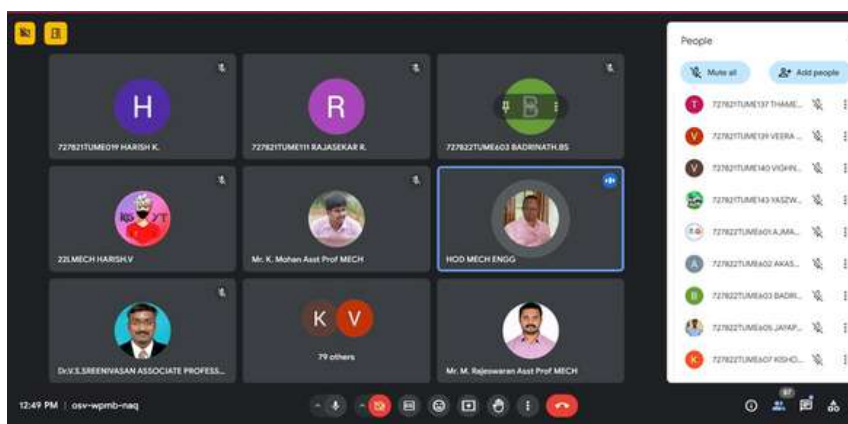 People
Mute all
Add people
H
R
B
727821TUME019 HARISH K.
727821TUME111 RAJASEKAR R.
727822TUME603 BADRINATH.BS
22LMECH HARISH.V
Mr. K. Mohan Asst Prof MECH
HOD MECH ENGG
K V
79 others
Dr.V.S.SREENIVASAN ASSOCIATE PROFESS...
Mr. M. Rajeswaran Asst Prof MECH
T 727821TUME137 THAME...
V 727821TUME139 VEERA ...
V 727821TUME140 VIGHN...
727821TUME143 YASZW...
727822TUME601 AJMA...
A 727822TUME602 AKAS...
B 727822TUME603 BADRI...
727822TUME605 JAYAP...
K 727822TUME607 KISHO...
12:49 PM | osv-wpmb-naq
97